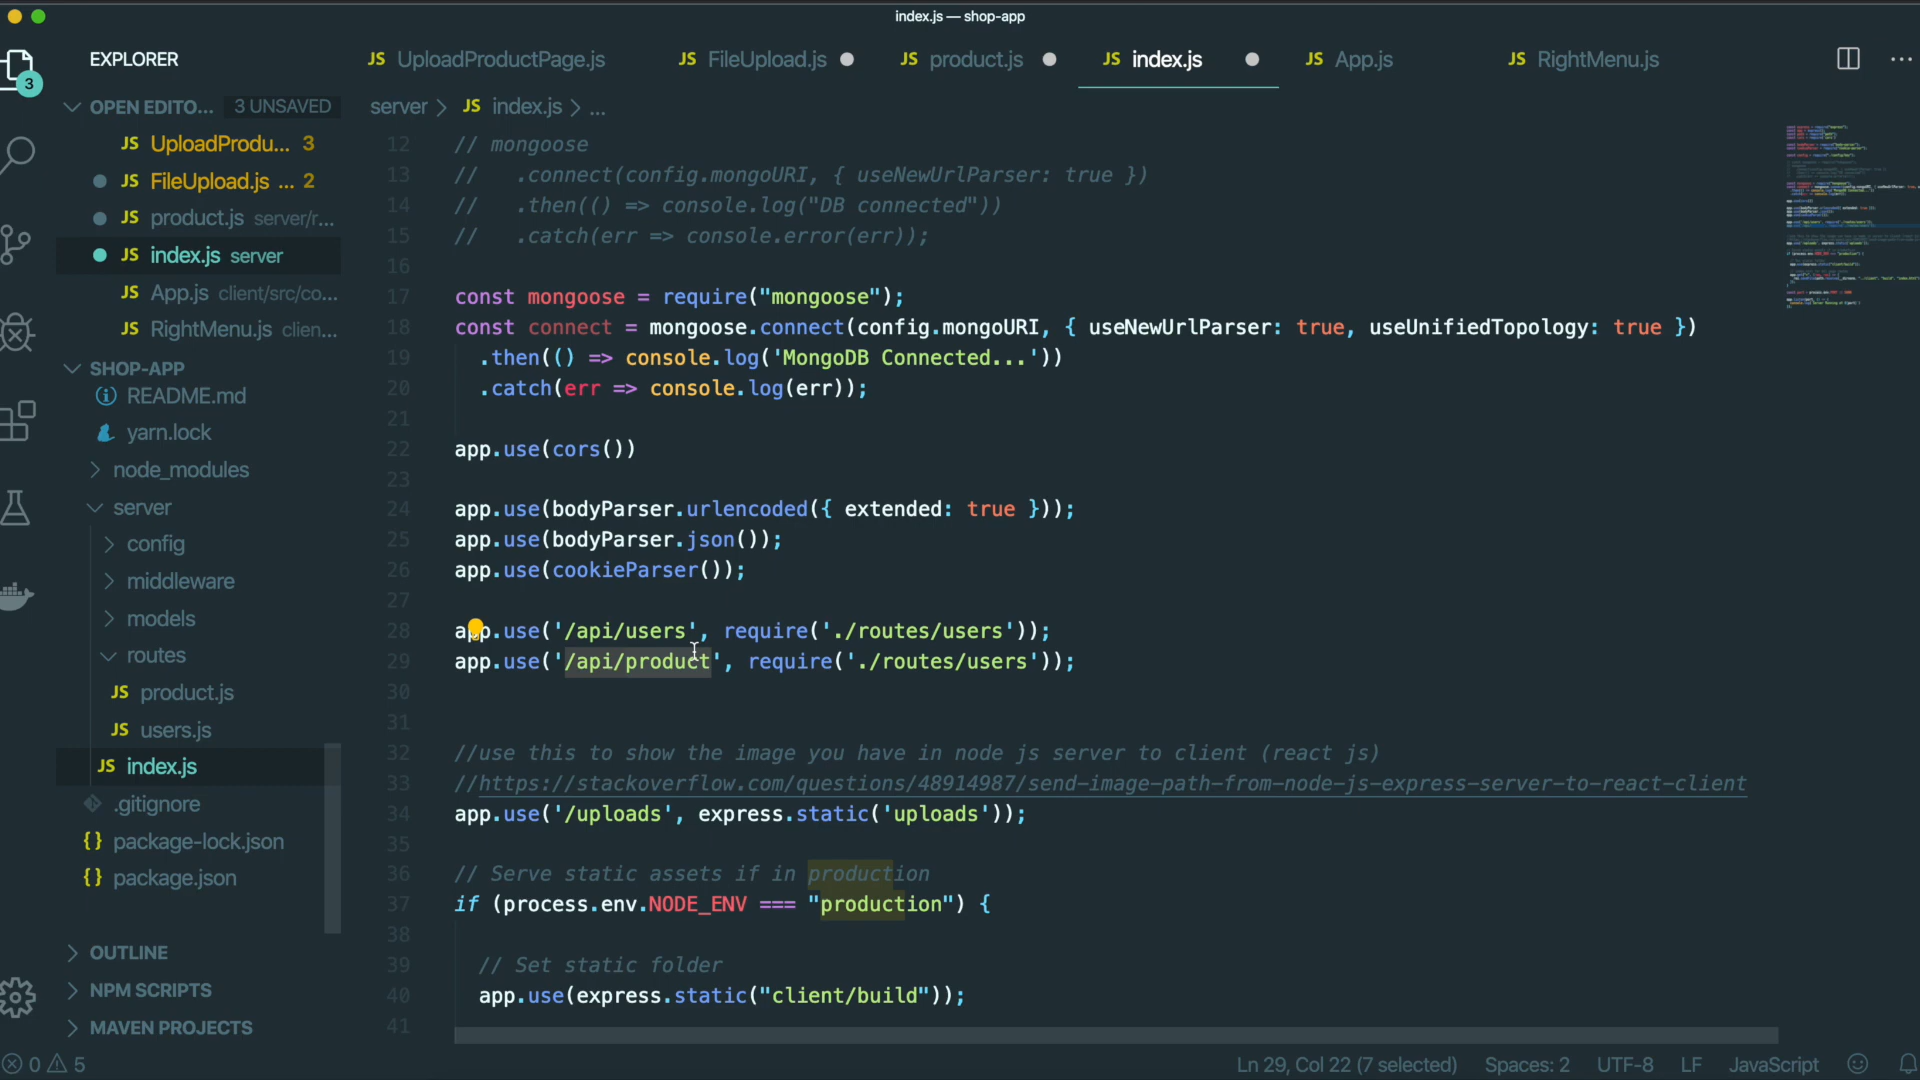 index.js — shop-app
3
EXPLORER
JS UploadProductPage.js
JS FileUpload.js
JS product.js
JS index.js
JS App.js
JS RightMenu.js
OPEN EDITO... 3 UNSAVED
JS UploadProdu... 3
JS FileUpload.js ... 2
JS product.js server/r...
JS index.js server
JS App.js client/src/co...
JS RightMenu.js clien...
SHOP-APP
README.md
yarn.lock
node_modules
server
config
middleware
models
routes
JS product.js
JS users.js
JS index.js
.gitignore
{} package-lock.json
{} package.json
OUTLINE
NPM SCRIPTS
MAVEN PROJECTS
server > JS index.js > ...
12 // mongoose
13 //   .connect(config.mongoURI, { useNewUrlParser: true })
14 //   .then(() => console.log("DB connected"))
15 //   .catch(err => console.error(err));
16
17 const mongoose = require("mongoose");
18 const connect = mongoose.connect(config.mongoURI, { useNewUrlParser: true, useUnifiedTopology: true })
19   .then(() => console.log('MongoDB Connected...'))
20   .catch(err => console.log(err));
21
22 app.use(cors())
23
24 app.use(bodyParser.urlencoded({ extended: true }));
25 app.use(bodyParser.json());
26 app.use(cookieParser());
27
28 app.use('/api/users', require('./routes/users'));
29 app.use('/api/product', require('./routes/users'));
30
31
32 //use this to show the image you have in node js server to client (react js)
33 //https://stackoverflow.com/questions/48914987/send-image-path-from-node-js-express-server-to-react-client
34 app.use('/uploads', express.static('uploads'));
35
36 // Serve static assets if in production
37 if (process.env.NODE_ENV === "production") {
38
39   // Set static folder
40   app.use(express.static("client/build"));
41
0 5
Ln 29, Col 22 (7 selected)
Spaces: 2
UTF-8
LF
JavaScript